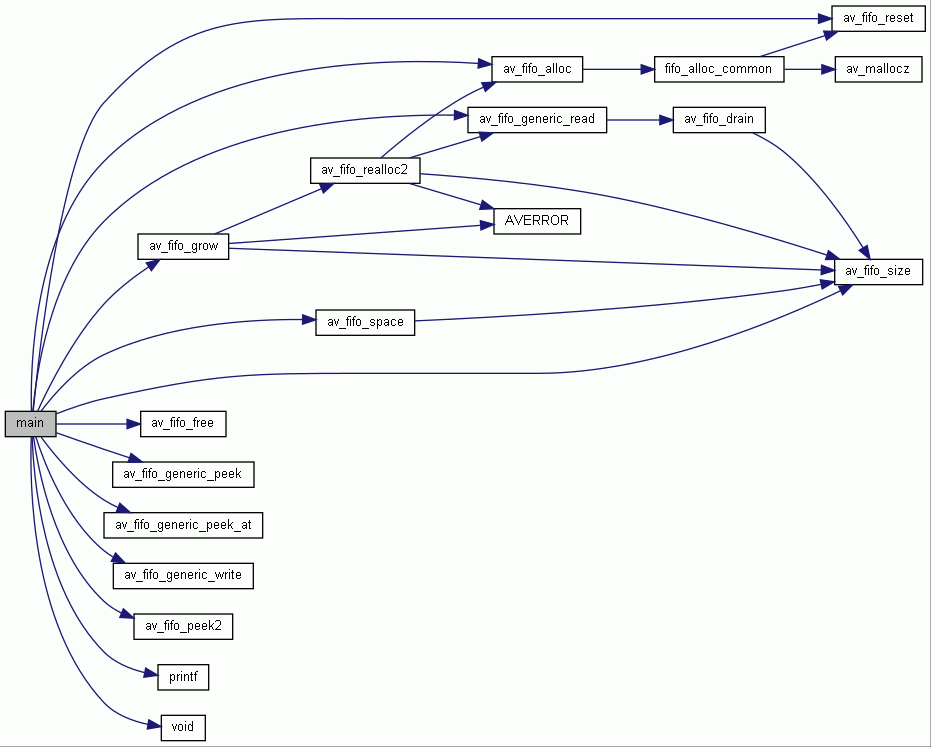 av_fifo_reset
av_fifo_alloc
fifo_alloc_common
av_mallocz
av_fifo_generic_read
av_fifo_drain
av_fifo_realloc2
AVERROR
av_fifo_grow
av_fifo_size
av_fifo_space
main
av_fifo_free
av_fifo_generic_peek
av_fifo_generic_peek_at
av_fifo_generic_write
av_fifo_peek2
printf
void